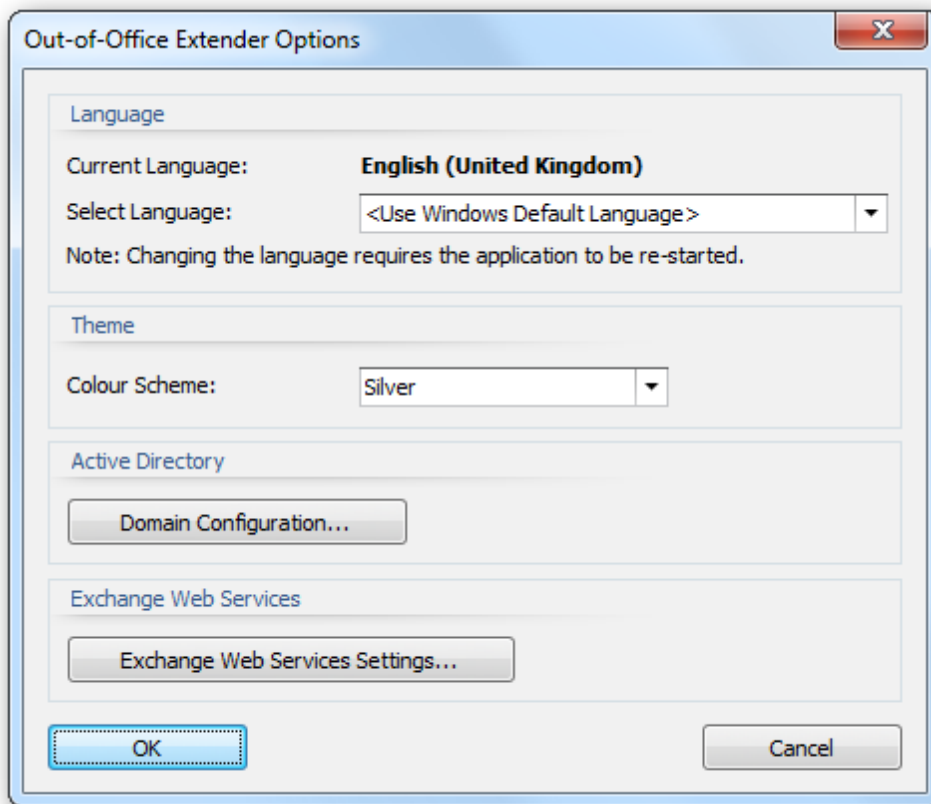 Out-of-Office Extender Options
Language
Current Language: English (United Kingdom)
Select Language: <Use Windows Default Language>
Note: Changing the language requires the application to be re-started.
Theme
Colour Scheme: Silver
Active Directory
Domain Configuration...
Exchange Web Services
Exchange Web Services Settings...
OK Cancel